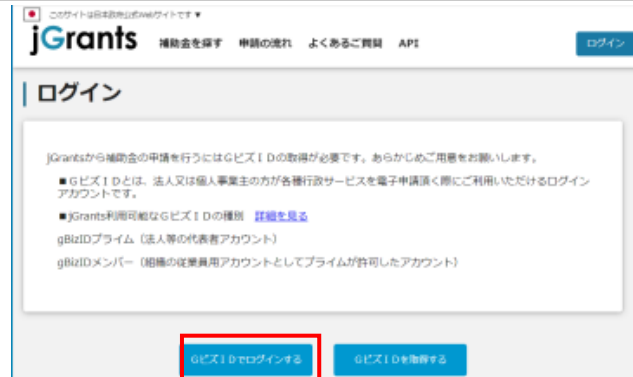 このサイトは日本政府公式Webサイトです ▼
jGrants 補助金を探す 申請の流れ よくあるご質問 API ログイン
ログイン
jGrantsから補助金の申請を行うにはGビズIDの取得が必要です。あらかじめご用意をお願いします。
■GビズIDとは、法人又は個人事業主の方が各種行政サービスを電子申請頂く際にご利用いただけるログイン
アカウントです。
■jGrants利用可能なGビズIDの種別 詳細を見る
gBizIDプライム（法人等の代表者アカウント）
gBizIDメンバー（組織の従業員用アカウントとしてプライムが許可したアカウント）
GビズIDでログインする GビズIDを取得する